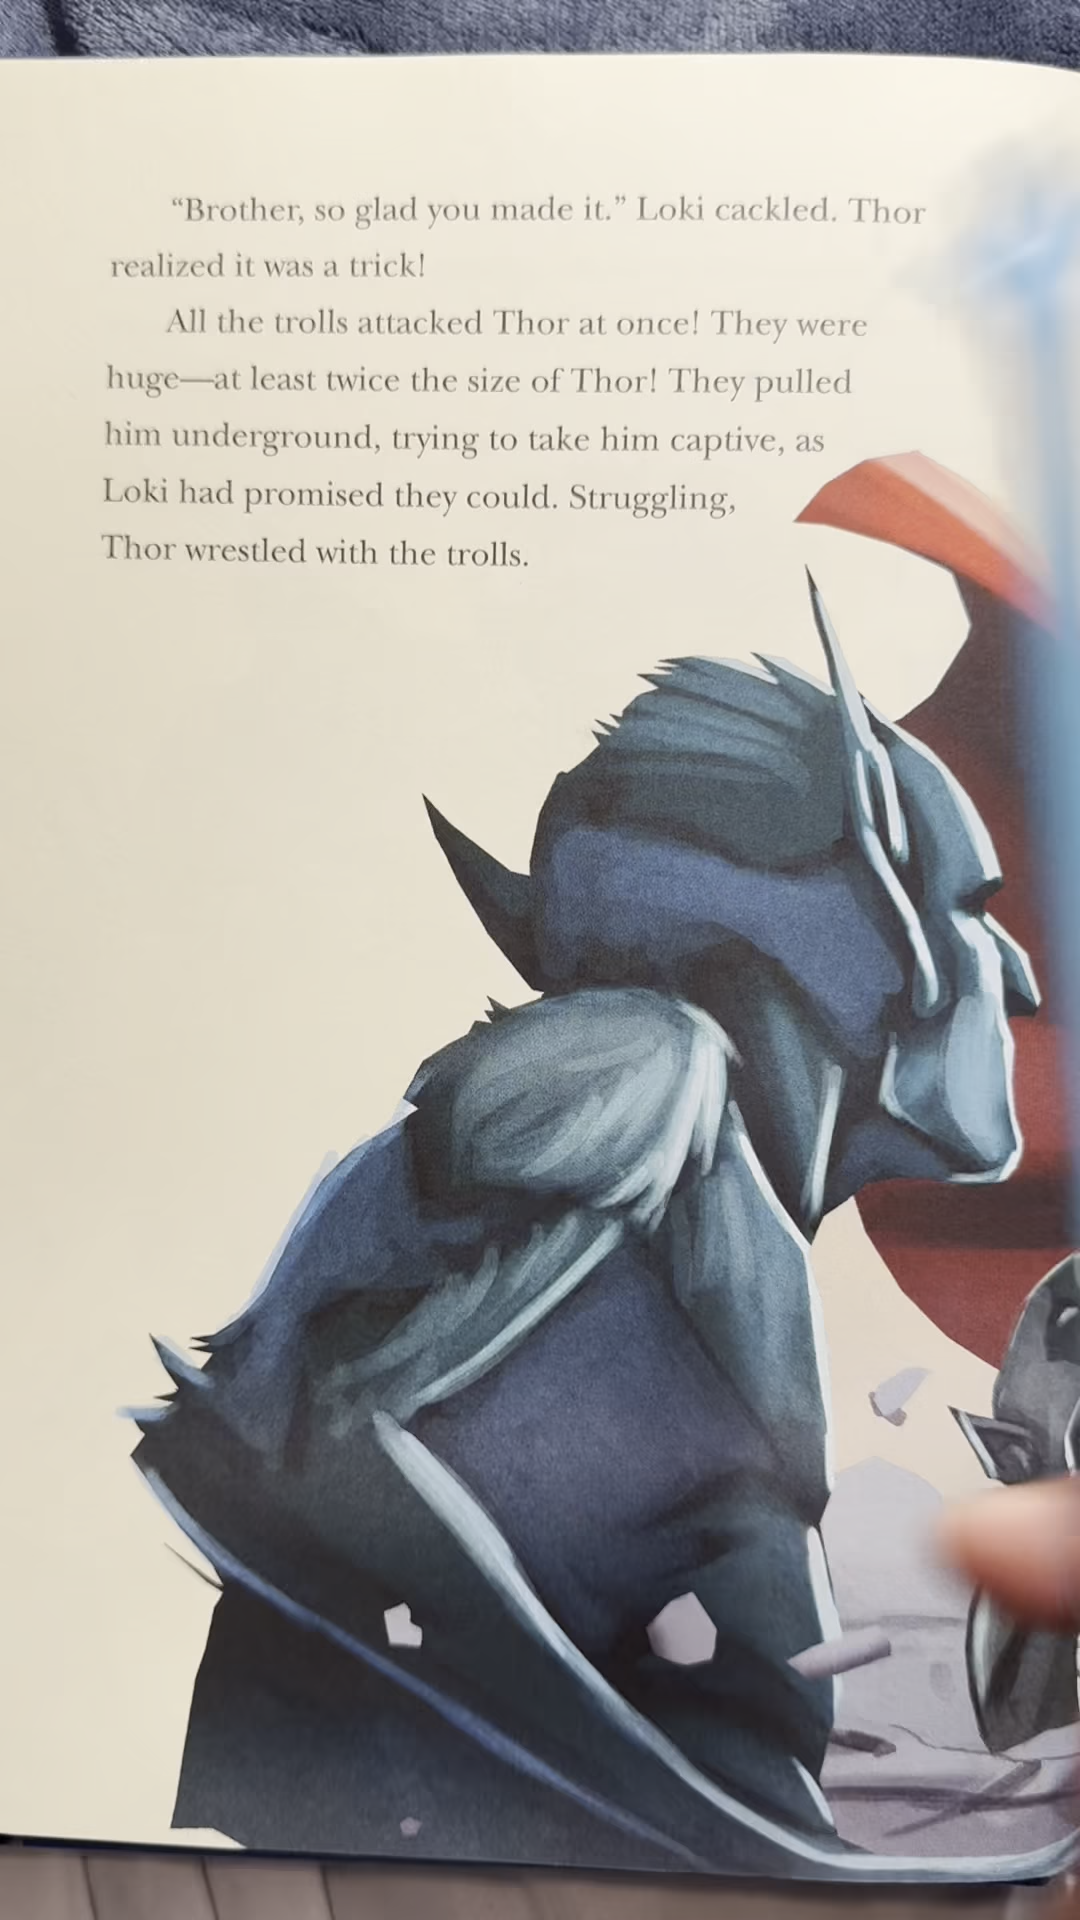 “Brother, so glad you made it.” Loki cackled. Thor
realized it was a trick!
All the trolls attacked Thor at once! They were
huge—at least twice the size of Thor! They pulled
him underground, trying to take him captive, as
Loki had promised they could. Struggling,
Thor wrestled with the trolls.